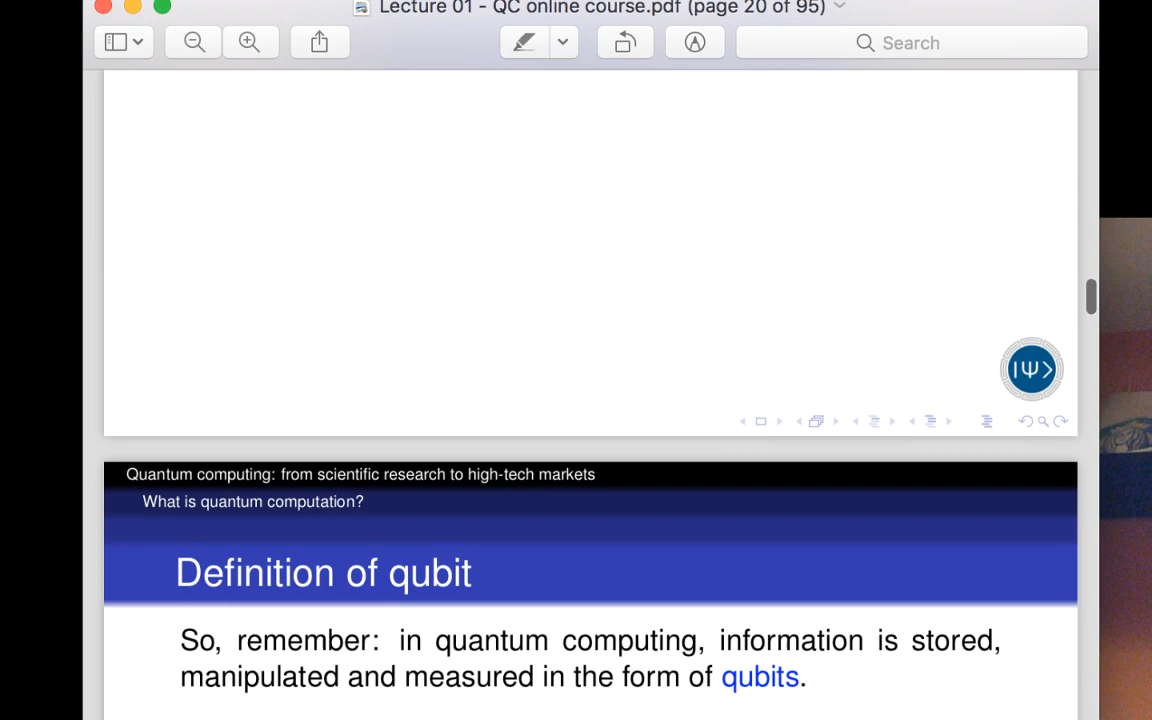 Lecture 01 - QC online course.pdf (page 20 of 95)
Search
|Ψ>
Quantum computing: from scientific research to high-tech markets
What is quantum computation?
Definition of qubit
So, remember: in quantum computing, information is stored,
manipulated and measured in the form of qubits.